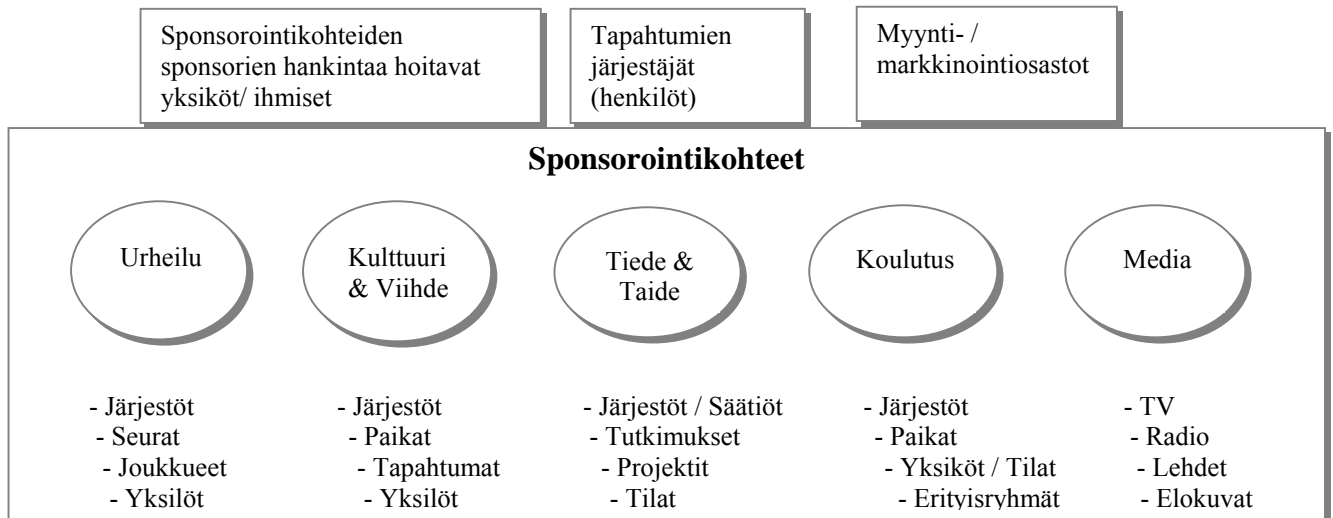 Sponsorointikohteiden
sponsorien hankintaa hoitavat
yksiköt/ ihmiset
Tapahtumien
järjestäjät
(henkilöt)
Myynti- /
markkinointiosastot
Sponsorointikohteet
Urheilu
Kulttuuri
& Viihde
Tiede &
Taide
Koulutus
Media
- Järjestöt
- Seurat
- Joukkueet
- Yksilöt
- Järjestöt
- Paikat
- Tapahtumat
- Yksilöt
- Järjestöt / Säätiöt
- Tutkimukset
- Projektit
- Tilat
- Järjestöt
- Paikat
- Yksiköt / Tilat
- Erityisryhmät
- TV
- Radio
- Lehdet
- Elokuvat